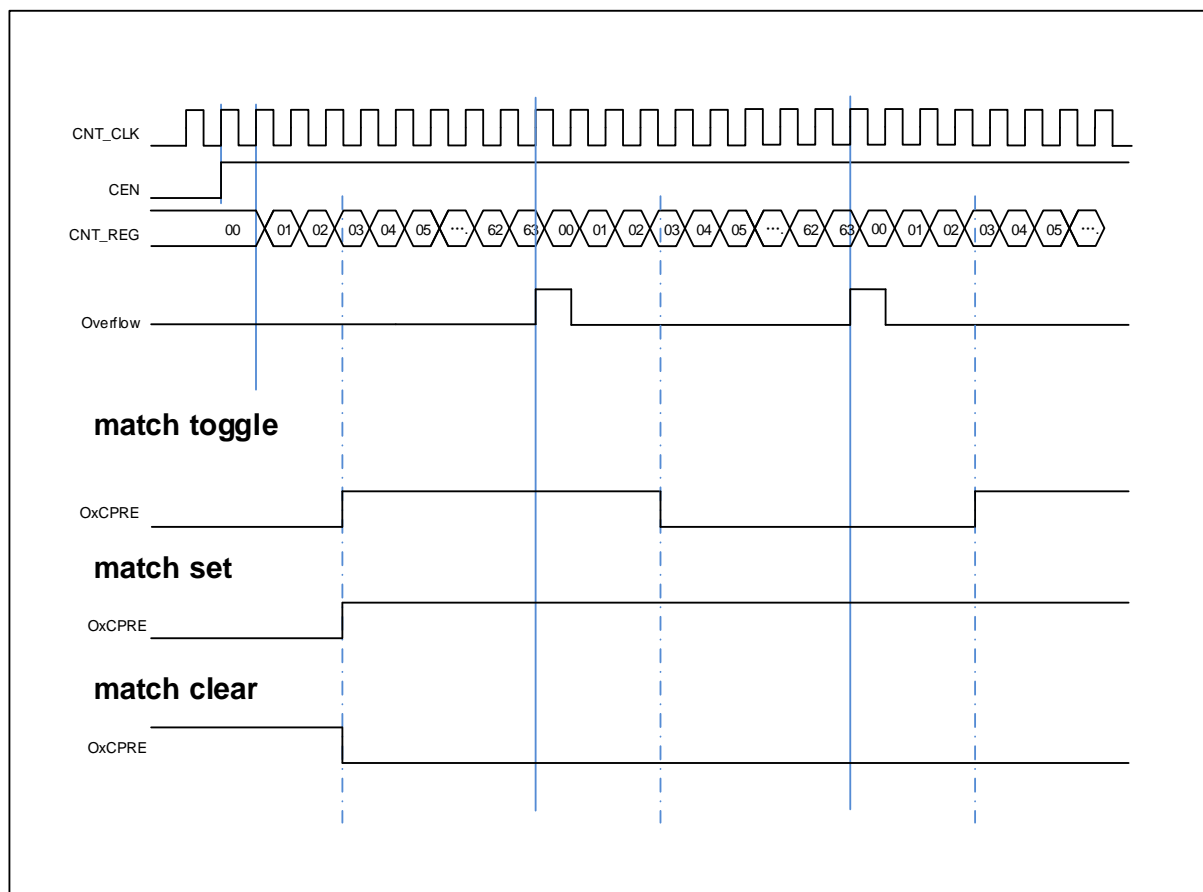 CNT_CLK
CEN
CNT_REG 00 01 02 03 04 05 ···. 62 63 00 01 02 03 04 05 ···. 62 63 00 01 02 03 04 05 ···.
Overflow
match toggle
OxCPRE
match set
OxCPRE
match clear
OxCPRE